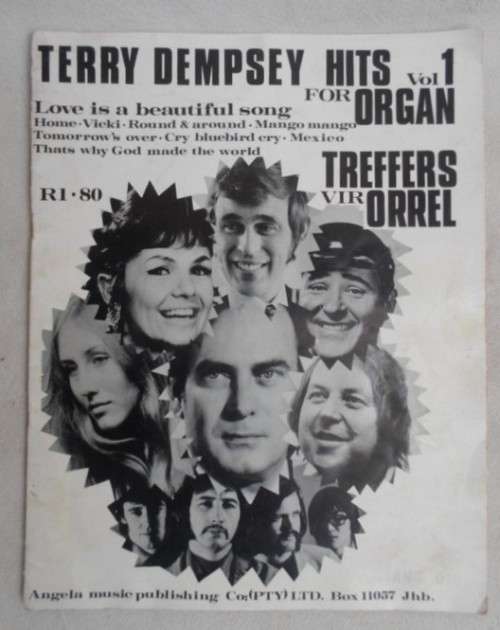 TERRY DEMPSEY HITS Vol 1
FOR ORGAN
Love is a beautiful song
Home · Vicki · Round & around · Mango mango
Tomorrow's over · Cry bluebird cry · Mexico
Thats why God made the world
TREFFERS
VIR ORREL
R1·80
Angela music publishing Co;(PTY) LTD. Box 11057 Jhb.